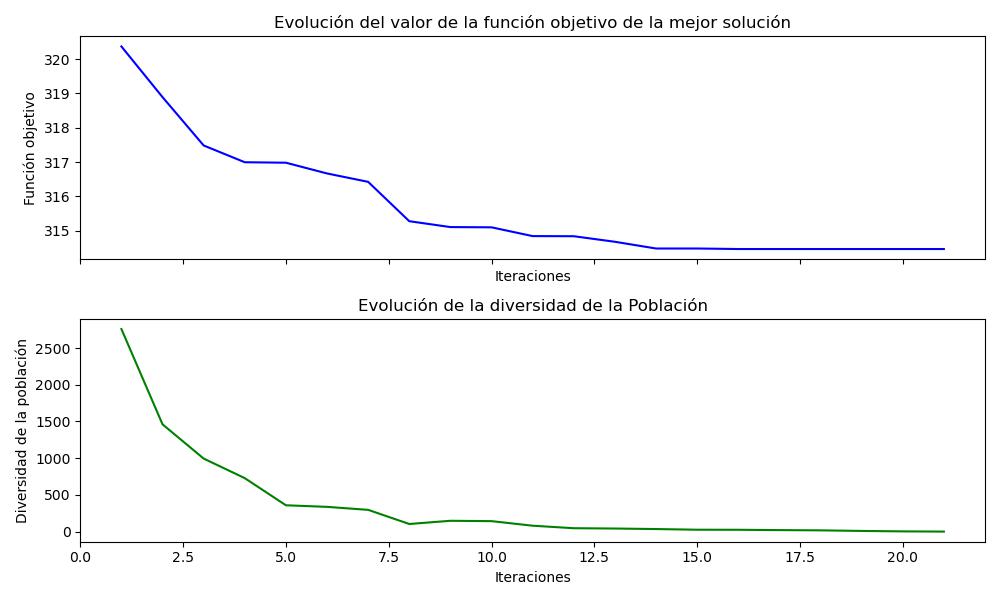 Evolución del valor de la función objetivo de la mejor solución
320
319
318
317
316
315
Función objetivo
Iteraciones
Evolución de la diversidad de la Población
2500
2000
1500
1000
500
0
Diversidad de la población
0.0 2.5 5.0 7.5 10.0 12.5 15.0 17.5 20.0
Iteraciones